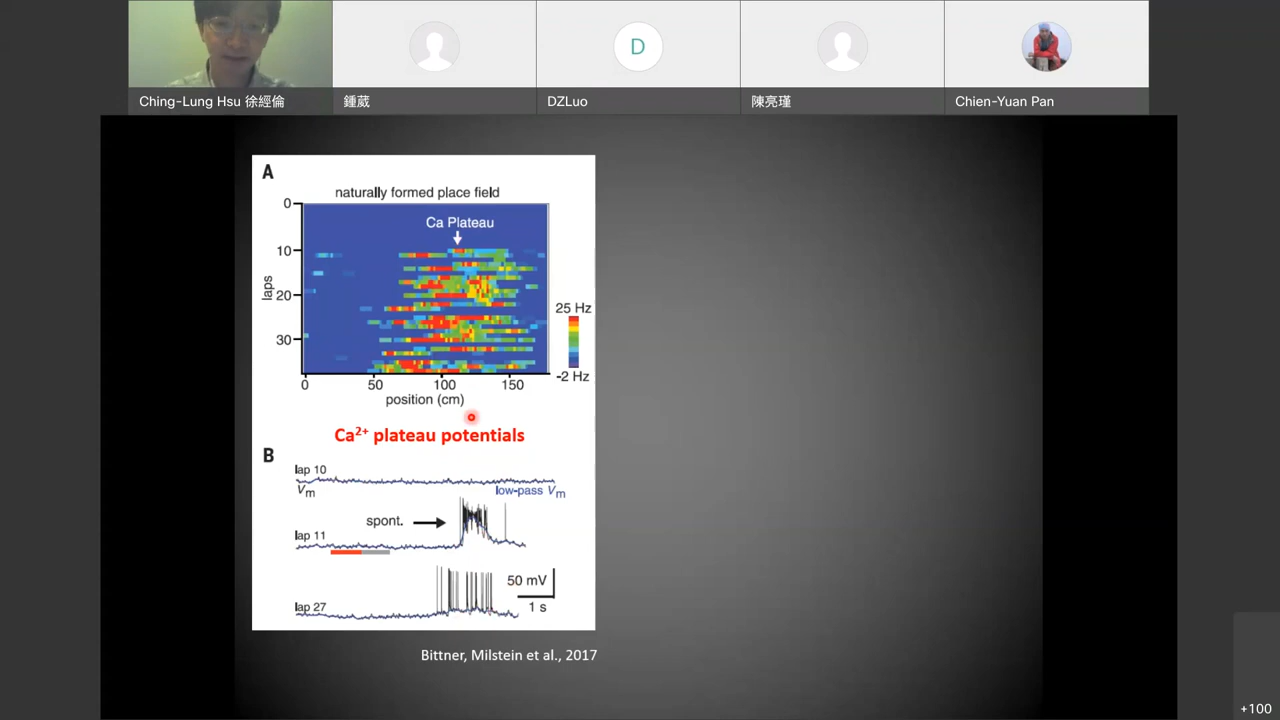 Ching-Lung Hsu 徐經倫
鍾葳
D
DZLuo
陳亮瑾
Chien-Yuan Pan
A
naturally formed place field
Ca Plateau
0
10
20
30
laps
25 Hz
-2 Hz
0 50 100 150
position (cm)
Ca²⁺ plateau potentials
B
lap 10
Vm
low-pass Vm
spont.
lap 11
50 mV
1 s
lap 27
Bittner, Milstein et al., 2017
+100